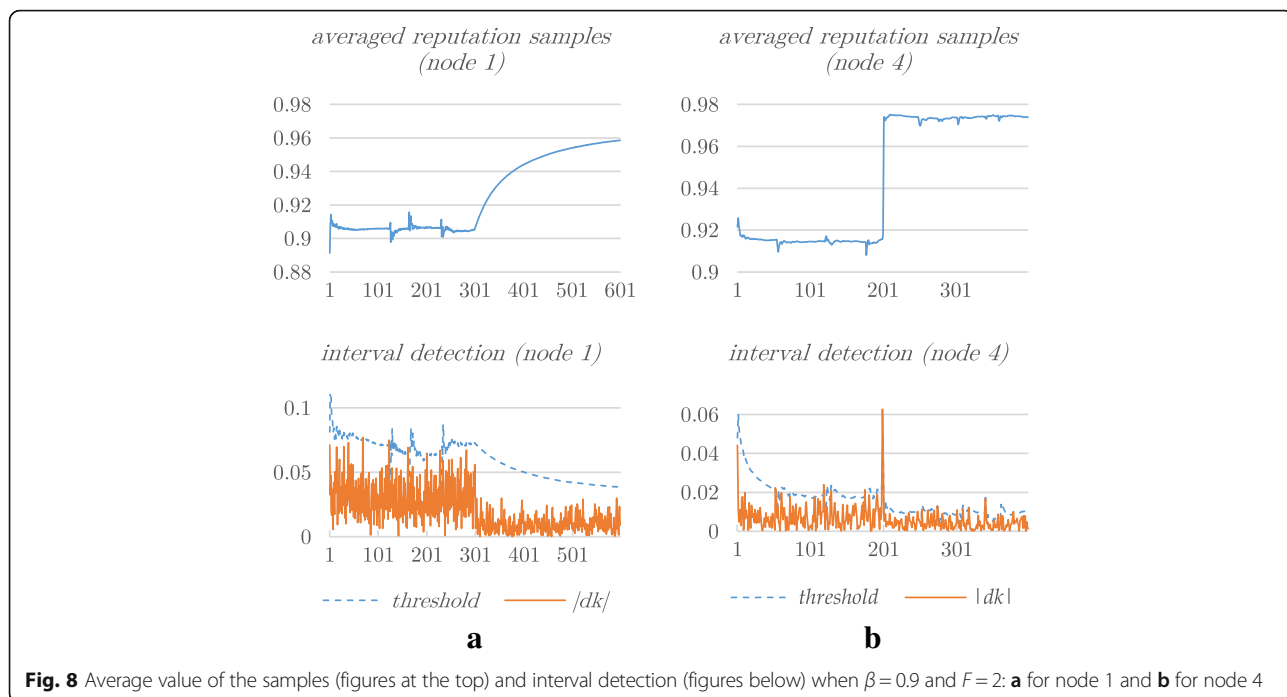 averaged reputation samples
(node 1)
0.98
0.96
0.94
0.92
0.9
0.88
1 101 201 301 401 501 601
averaged reputation samples
(node 4)
0.98
0.96
0.94
0.92
0.9
1 101 201 301
interval detection (node 1)
0.1
0.05
0
1 101 201 301 401 501
threshold |dk|
a
interval detection (node 4)
0.06
0.04
0.02
0
1 101 201 301
threshold |dk|
b
Fig. 8 Average value of the samples (figures at the top) and interval detection (figures below) when β = 0.9 and F = 2: a for node 1 and b for node 4